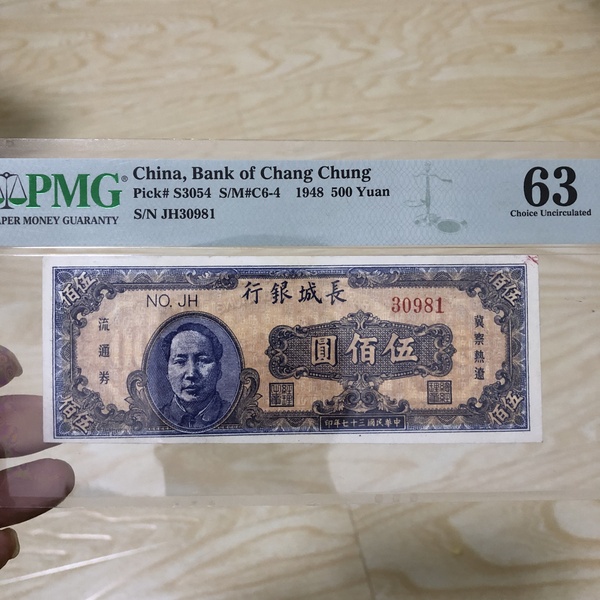 PMG®
PAPER MONEY GUARANTY
China, Bank of Chang Chung
Pick# S3054 S/M#C6-4 1948 500 Yuan
S/N JH30981
63
Choice Uncirculated
伍佰
伍佰
行銀城長
NO. JH
30981
流通券
圓佰伍
冀察熱遼
印年七十三國民華中
伍佰
伍佰